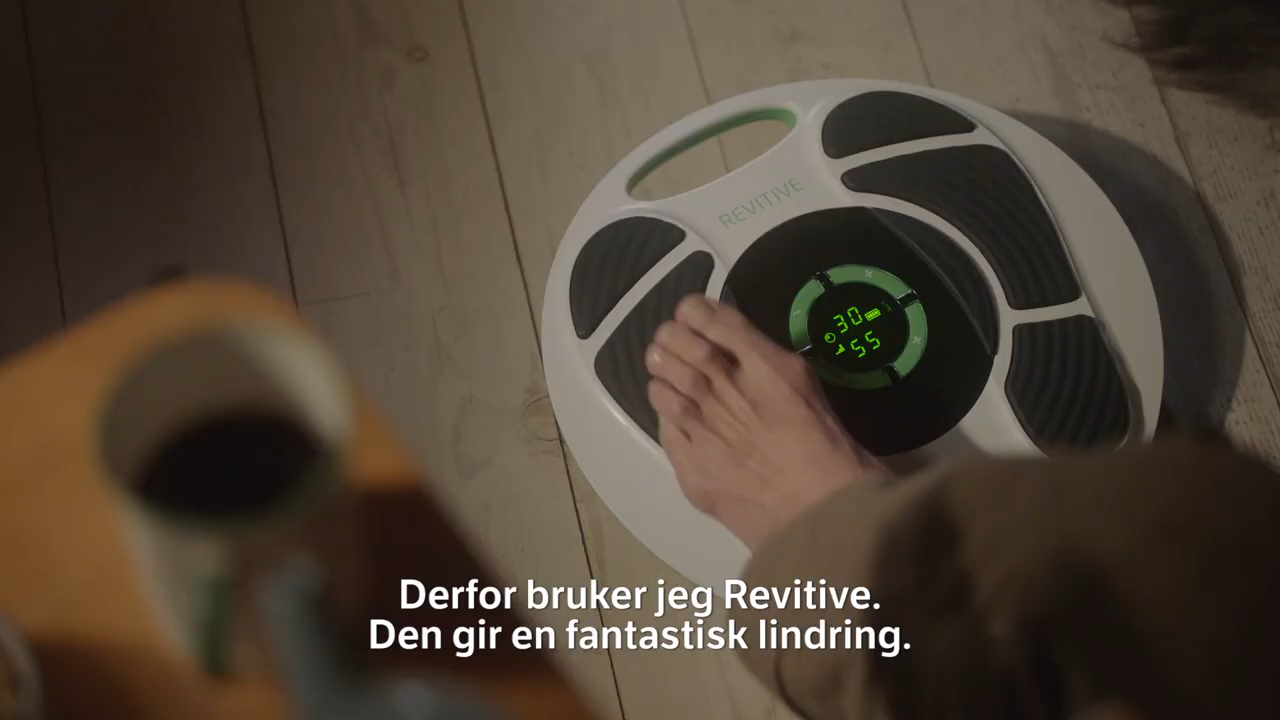 REVITIVE
30
55
Derfor bruker jeg Revitive.
Den gir en fantastisk lindring.